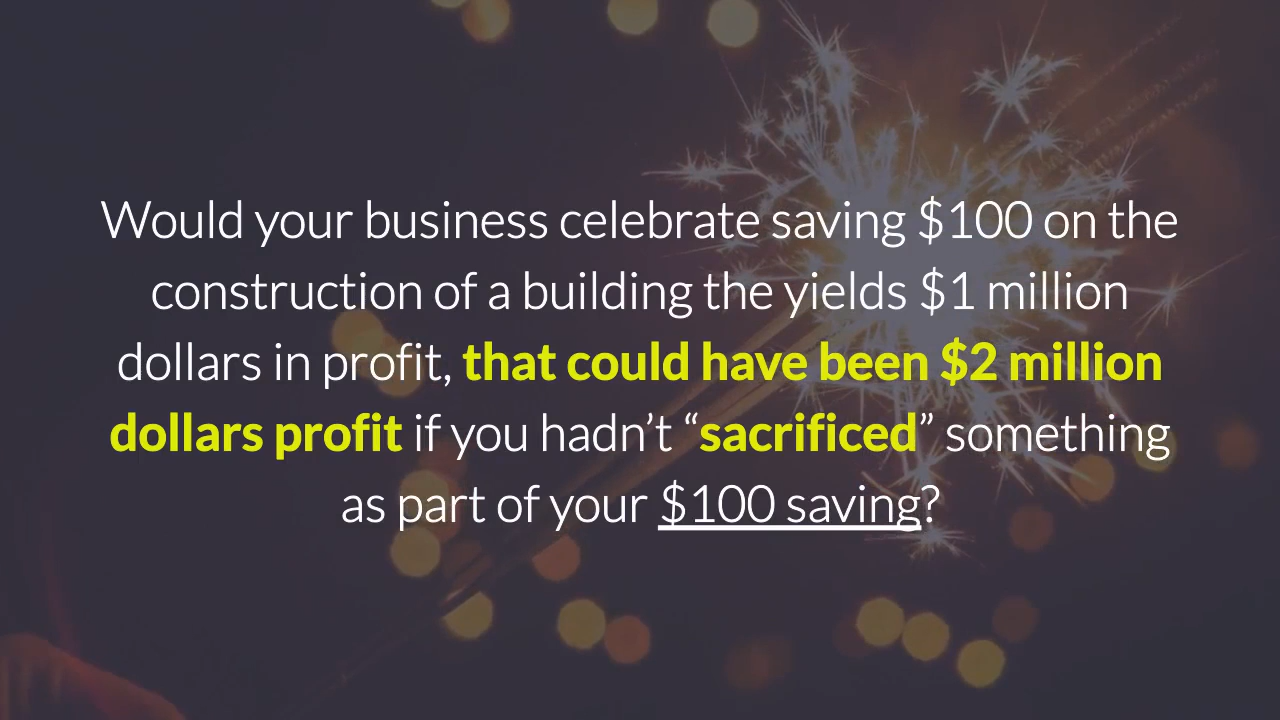 Would your business celebrate saving $100 on the
construction of a building the yields $1 million
dollars in profit, that could have been $2 million
dollars profit if you hadn’t “sacrificed” something
as part of your $100 saving?